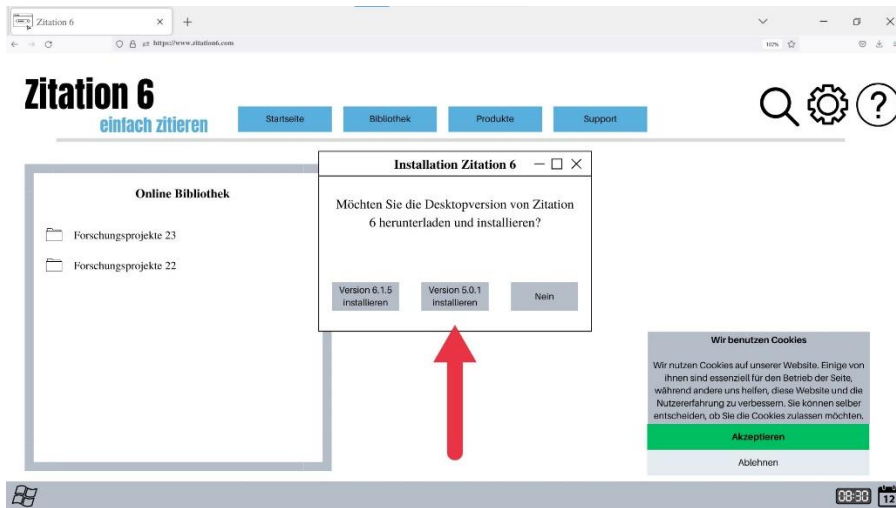 Zitation 6
https://www.zitation6.com
102%
Zitation 6
einfach zitieren
Startseite
Bibliothek
Produkte
Support
?
Online Bibliothek
Forschungsprojekte 23
Forschungsprojekte 22
Installation Zitation 6
Möchten Sie die Desktopversion von Zitation
6 herunterladen und installieren?
Version 6.1.5
installieren
Version 5.0.1
installieren
Nein
Wir benutzen Cookies
Wir nutzen Cookies auf unserer Website. Einige von
ihnen sind essenziell für den Betrieb der Seite,
während andere uns helfen, diese Website und die
Nutzererfahrung zu verbessern. Sie können selber
entscheiden, ob Sie die Cookies zulassen möchten.
Akzeptieren
Ablehnen
08:30
12